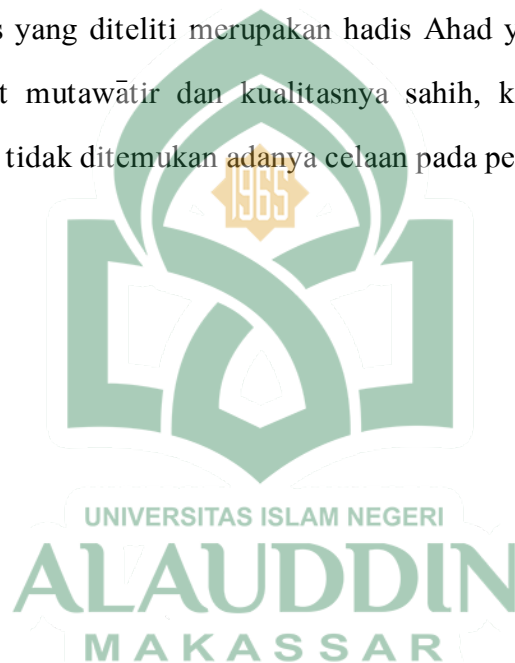 s yang diteliti merupakan hadis Ahad y
t mutawātir dan kualitasnya sahih, k
tidak ditemukan adanya celaan pada pe
1965
UNIVERSITAS ISLAM NEGERI
ALAUDDIN
MAKASSAR